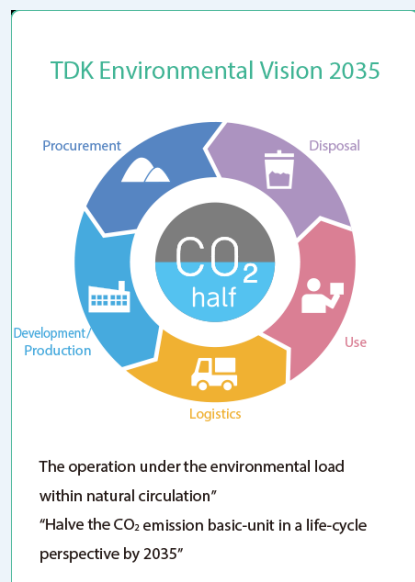 TDK Environmental Vision 2035
Procurement
Disposal
CO₂
half
Development/
Production
Use
Logistics
The operation under the environmental load
within natural circulation”
“Halve the CO₂ emission basic-unit in a life-cycle
perspective by 2035”